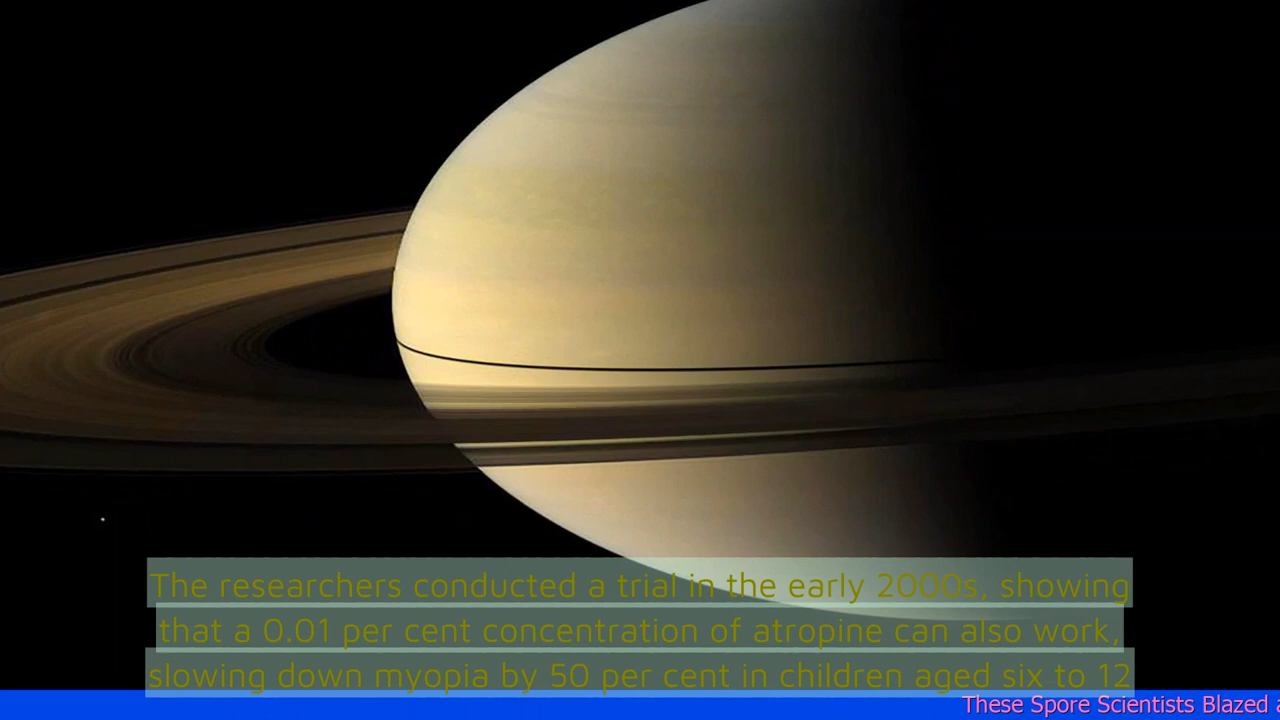 The researchers conducted a trial in the early 2000s, showing
that a 0.01 per cent concentration of atropine can also work,
slowing down myopia by 50 per cent in children aged six to 12
These Spore Scientists Blazed a